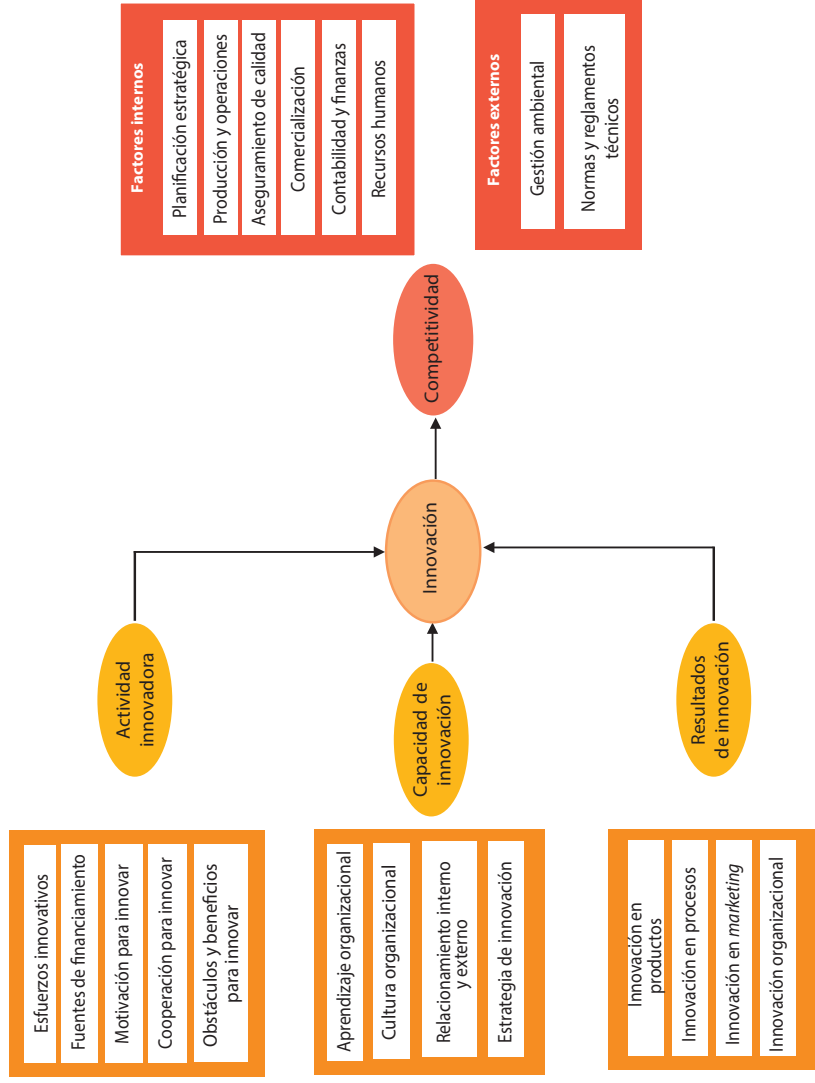 Esfuerzos innovativos
Fuentes de financiamiento
Motivación para innovar
Cooperación para innovar
Obstáculos y beneficios
para innovar
Aprendizaje organizacional
Cultura organizacional
Relacionamiento interno
y externo
Estrategia de innovación
Innovación en
productos
Innovación en procesos
Innovación en marketing
Innovación organizacional
Actividad
innovadora
Capacidad de
innovación
Resultados
de innovación
Innovación
Competitividad
Factores internos
Planificación estratégica
Producción y operaciones
Aseguramiento de calidad
Comercialización
Contabilidad y finanzas
Recursos humanos
Factores externos
Gestión ambiental
Normas y reglamentos
técnicos